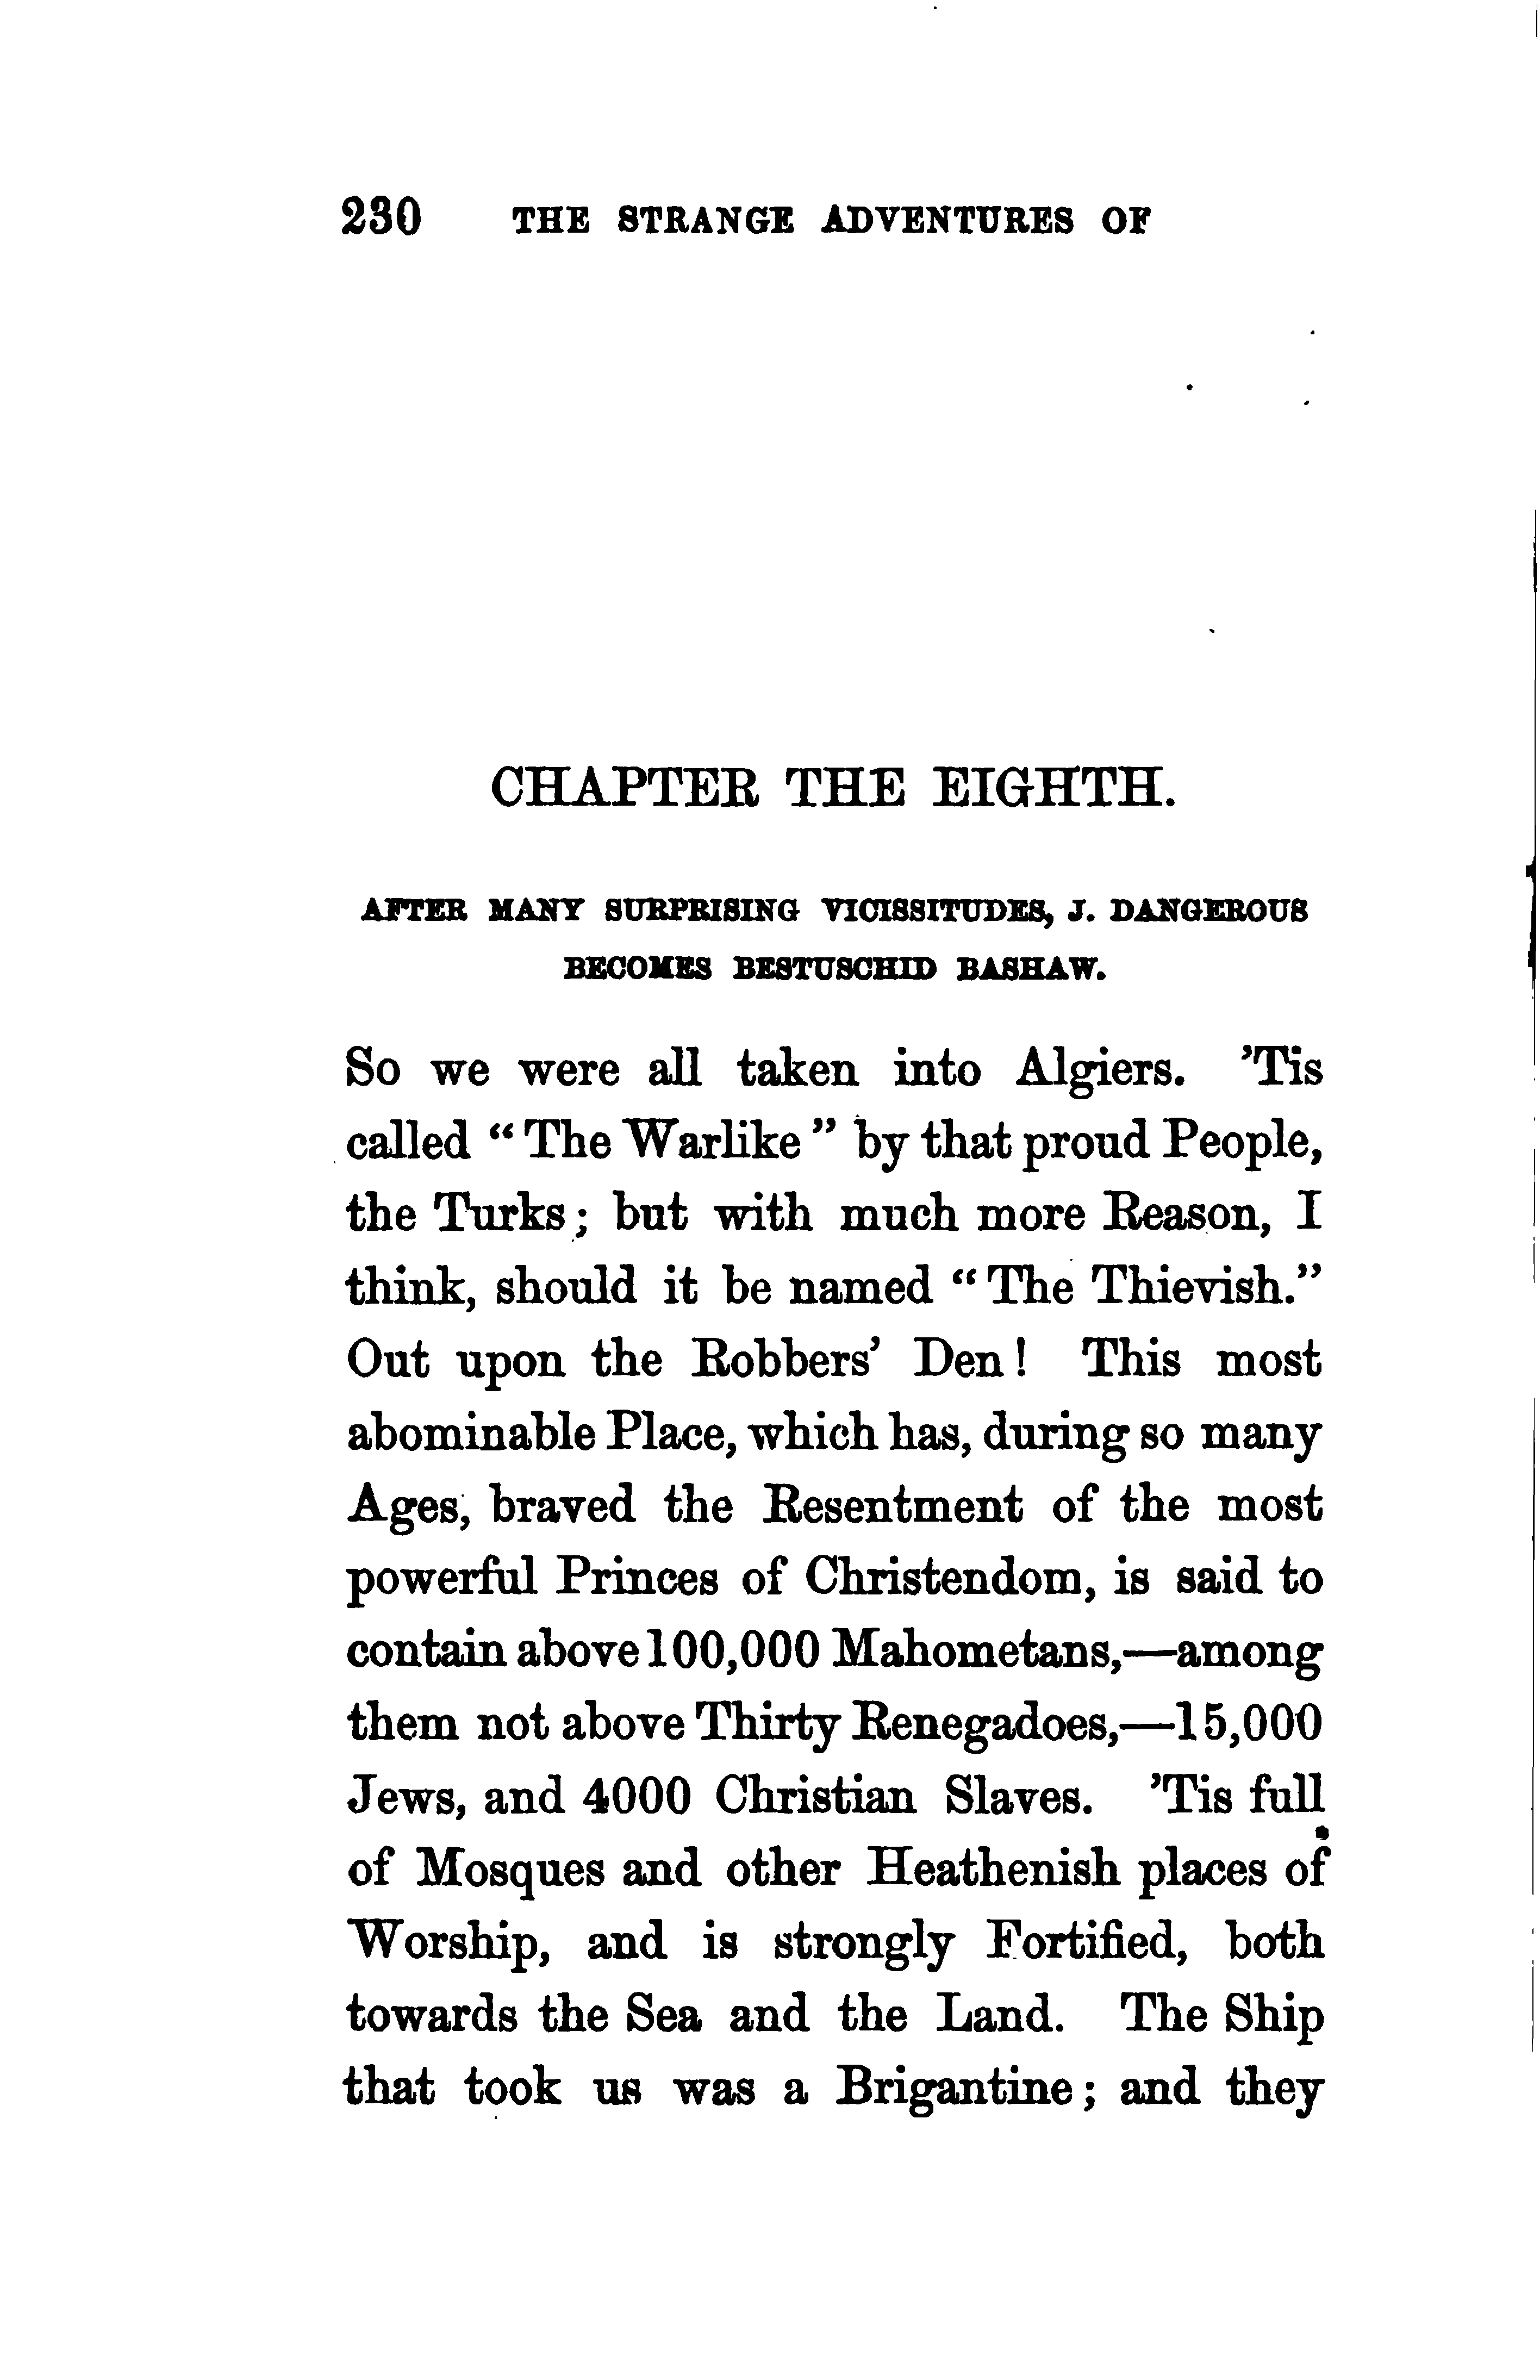 230 THE STRANGE ADVENTURES OF
CHAPTER THE EIGHTH.
AFTER MANY SURPRISING VICISSITUDES, J. DANGEROUS
BECOMES BESTUSCHID BASHAW.
So we were all taken into Algiers. 'Tis
called “The Warlike” by that proud People,
the Turks; but with much more Reason, I
think, should it be named “The Thievish.”
Out upon the Robbers' Den! This most
abominable Place, which has, during so many
Ages, braved the Resentment of the most
powerful Princes of Christendom, is said to
contain above 100,000 Mahometans,—among
them not above Thirty Renegadoes,—15,000
Jews, and 4000 Christian Slaves. 'Tis full
of Mosques and other Heathenish places of
Worship, and is strongly Fortified, both
towards the Sea and the Land. The Ship
that took us was a Brigantine; and they